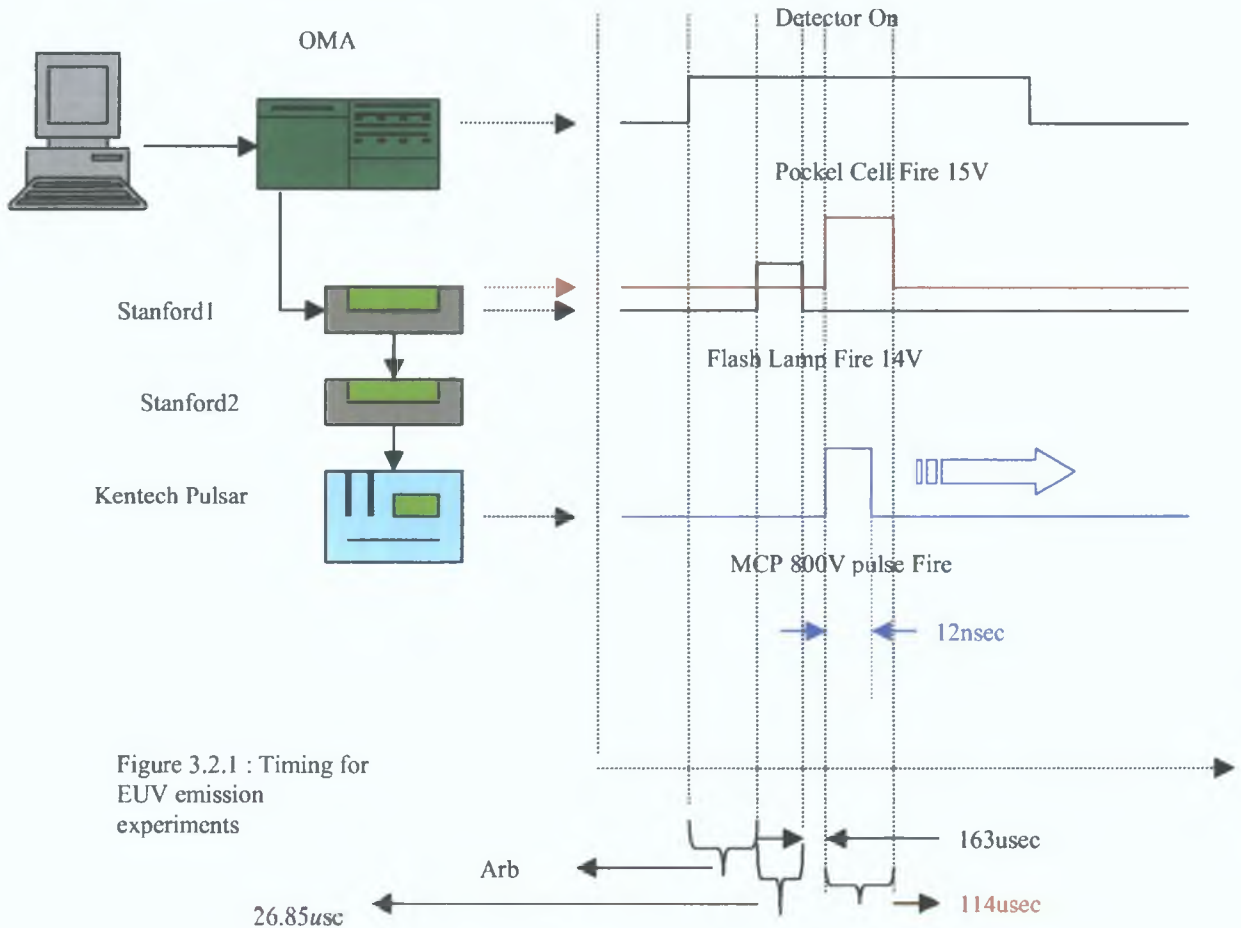 Detector On
OMA
Pockel Cell Fire 15V
Stanford1
Flash Lamp Fire 14V
Stanford2
Kentech Pulsar
MCP 800V pulse Fire
12nsec
Figure 3.2.1 : Timing for
EUV emission
experiments
163usec
Arb
26.85usc
114usec